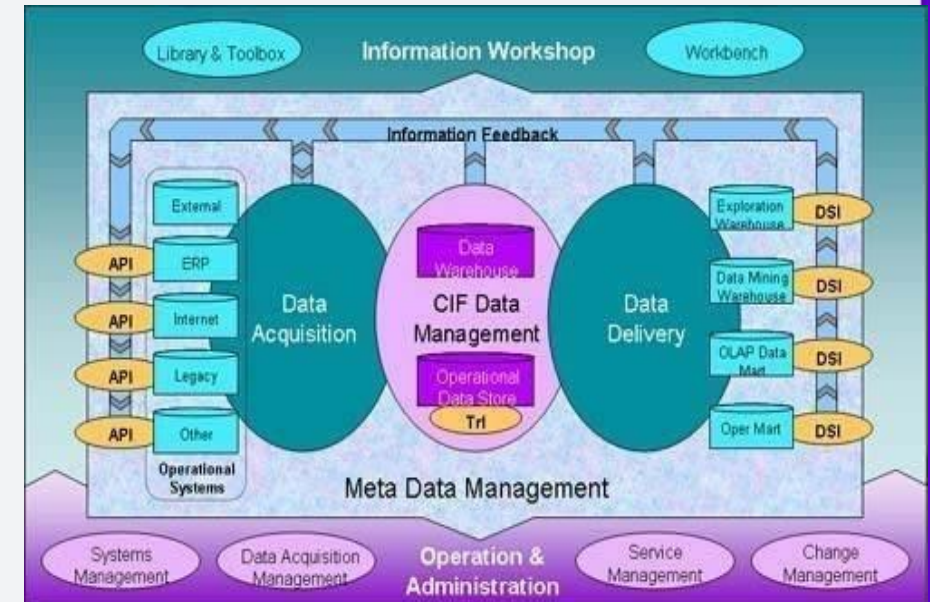 Library & Toolbox
Information Workshop
Workbench
Information Feedback
External
ERP
Internet
Legacy
Other
API
API
API
API
Operational
Systems
Data
Acquisition
Data
Warehouse
CIF Data
Management
Operational
Data Store
TrI
Data
Delivery
Exploration
Warehouse
DSI
Data Mining
Warehouse
DSI
OLAP Data
Mart
DSI
Oper Mart
DSI
Meta Data Management
Systems
Management
Data Acquisition
Management
Operation &
Administration
Service
Management
Change
Management